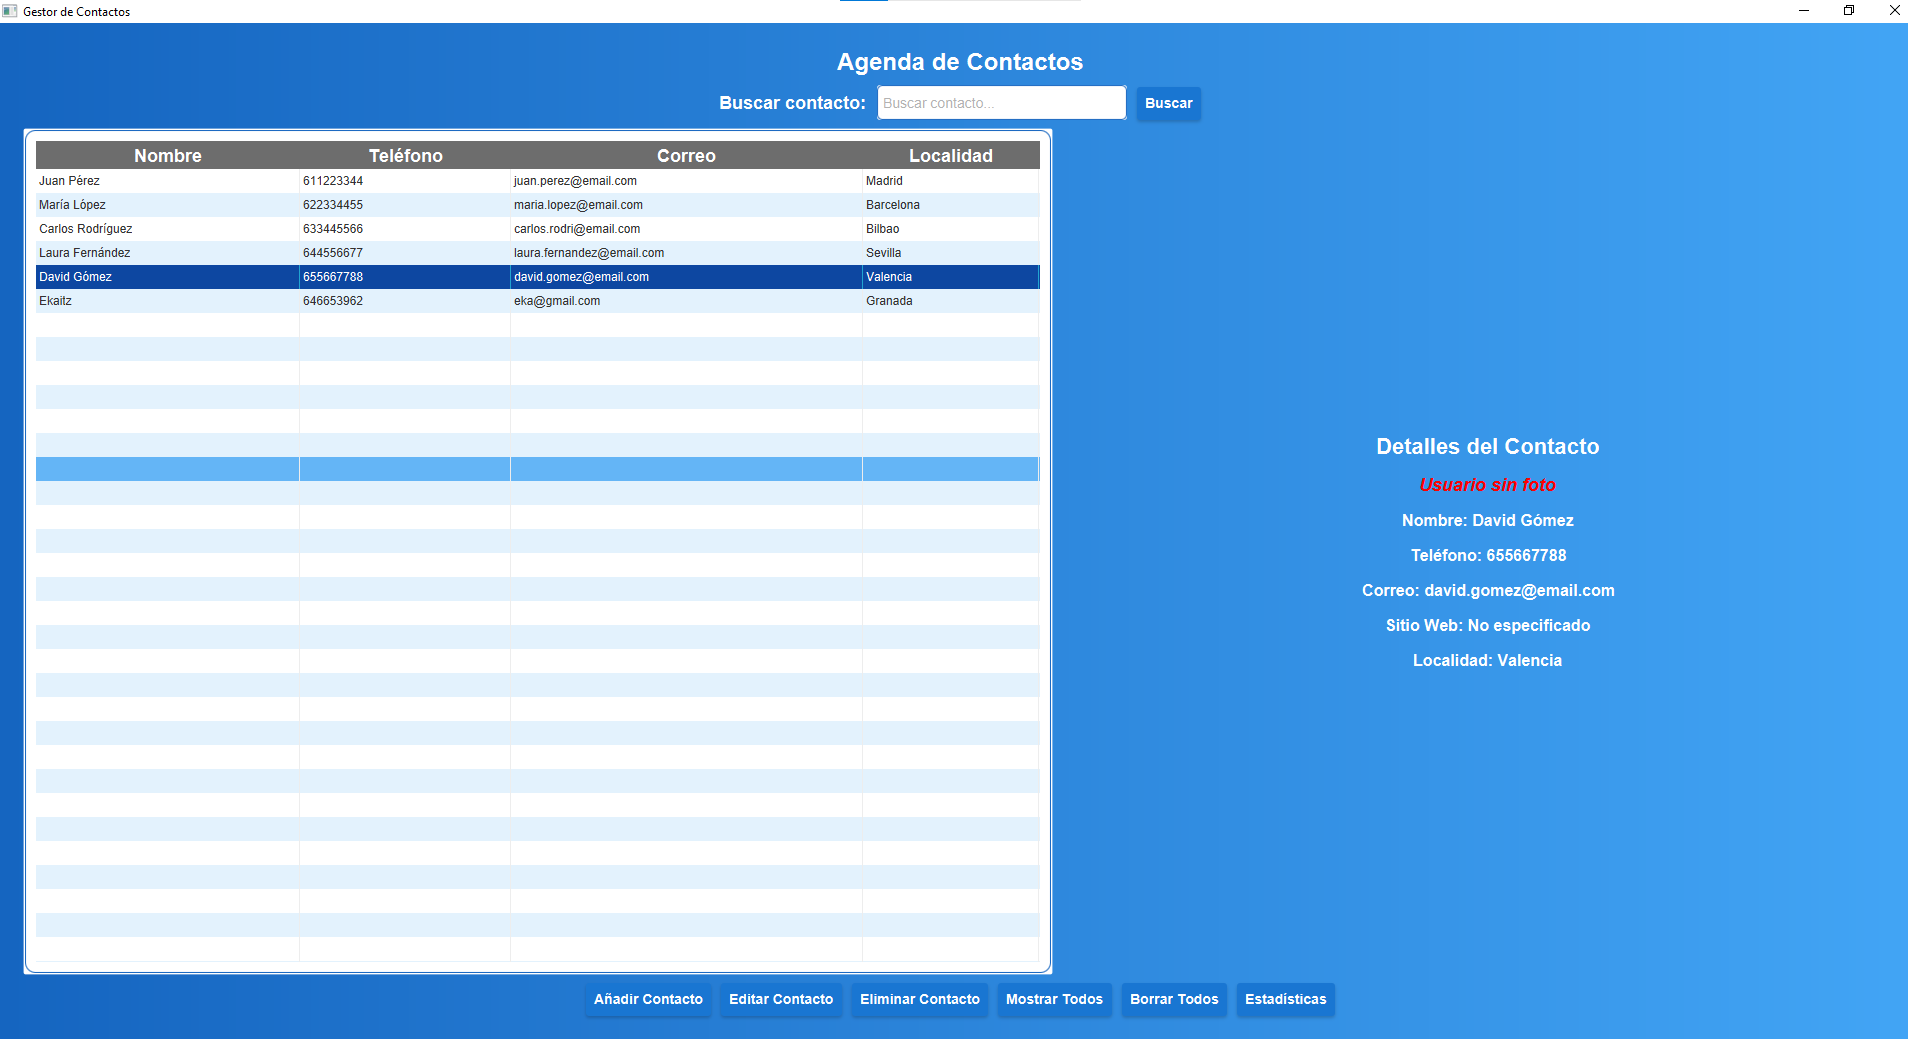 Gestor de Contactos
Agenda de Contactos
Buscar contacto: Buscar contacto... Buscar
Nombre Teléfono Correo Localidad
Juan Pérez 611223344 juan.perez@email.com Madrid
María López 622334455 maria.lopez@email.com Barcelona
Carlos Rodríguez 633445566 carlos.rodri@email.com Bilbao
Laura Fernández 644556677 laura.fernandez@email.com Sevilla
David Gómez 655667788 david.gomez@email.com Valencia
Ekaitz 646653962 eka@gmail.com Granada
Detalles del Contacto
Usuario sin foto
Nombre: David Gómez
Teléfono: 655667788
Correo: david.gomez@email.com
Sitio Web: No especificado
Localidad: Valencia
Añadir Contacto Editar Contacto Eliminar Contacto Mostrar Todos Borrar Todos Estadísticas